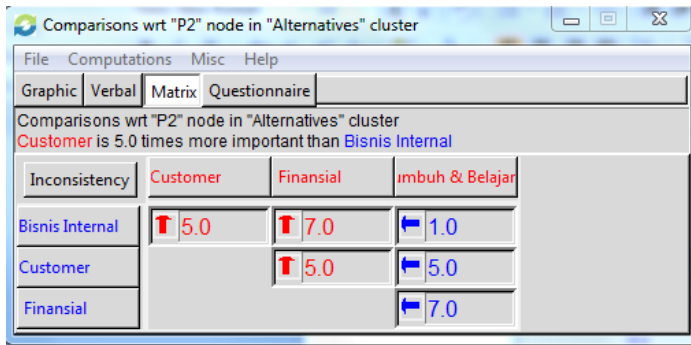 Comparisons wrt "P2" node in "Alternatives" cluster
File Computations Misc Help
Graphic Verbal Matrix Questionnaire
Comparisons wrt "P2" node in "Alternatives" cluster
Customer is 5.0 times more important than Bisnis Internal
Inconsistency Customer Finansial umbuh & Belajar
Bisnis Internal 5.0 7.0 1.0
Customer 5.0 5.0
Finansial 7.0